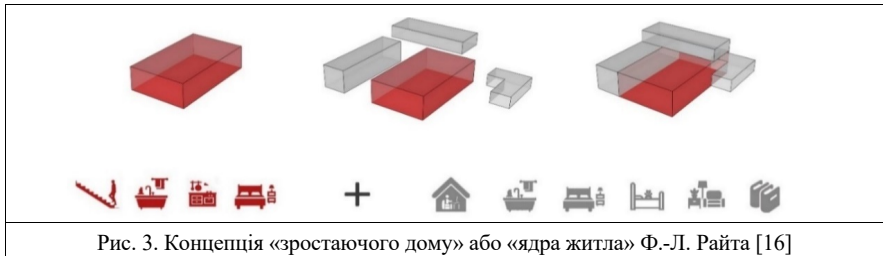 Рис. 3. Концепція «зростаючого дому» або «ядра житла» Ф.-Л. Райта [16]